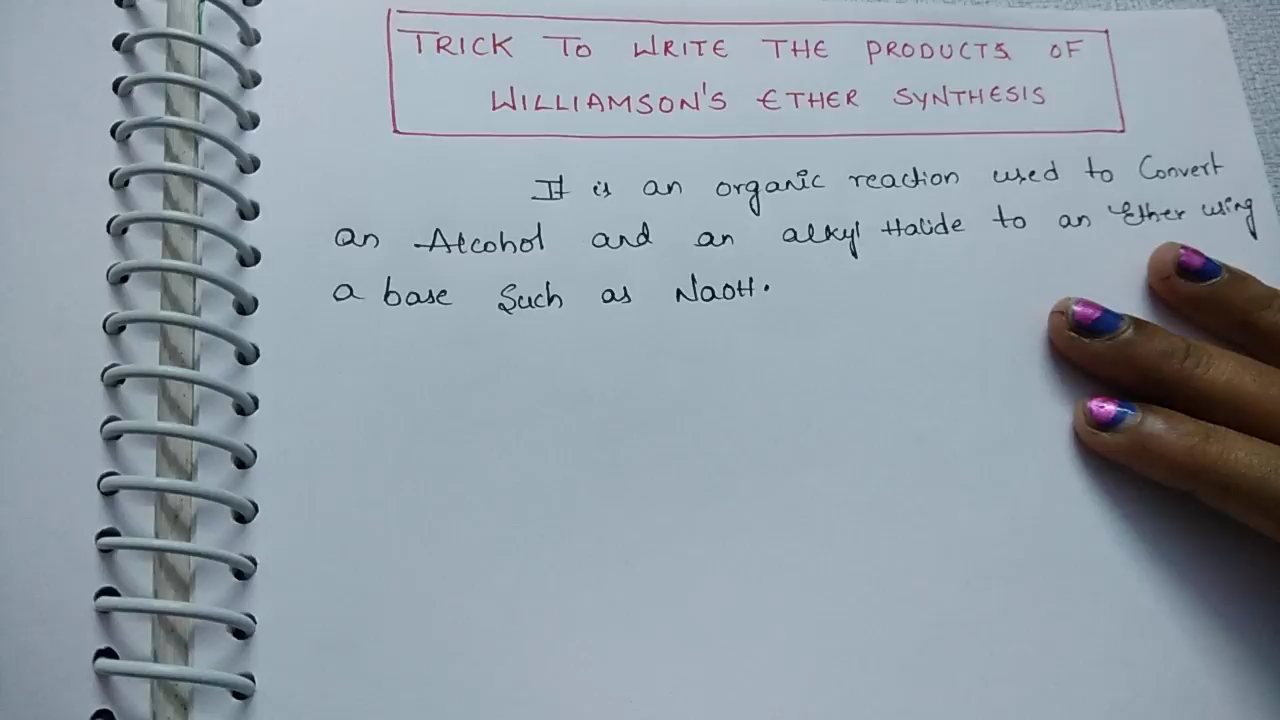 TRICK TO WRITE THE PRODUCTS OF
WILLIAMSON'S ETHER SYNTHESIS
It is an organic reaction used to Convert
an Alcohol and an alkyl Halide to an Ether using
a base Such as NaOH.